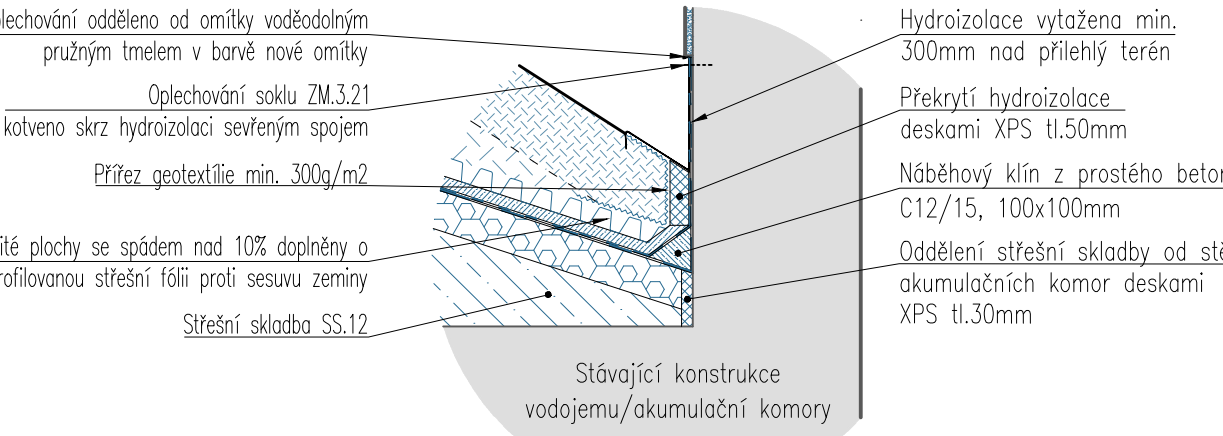 plechování odděleno od omítky voděodolným
pružným tmelem v barvě nové omítky
Oplechování soklu ZM.3.21
kotveno skrz hydroizolaci sevřeným spojem
Přířez geotextílie min. 300g/m2
ité plochy se spádem nad 10% doplněny o
rofilovanou střešní fólii proti sesuvu zeminy
Střešní skladba SS.12
Hydroizolace vytažena min.
300mm nad přilehlý terén
Překrytí hydroizolace
deskami XPS tl.50mm
Náběhový klín z prostého beton
C12/15, 100x100mm
Oddělení střešní skladby od stě
akumulačních komor deskami
XPS tl.30mm
Stávající konstrukce
vodojemu/akumulační komory